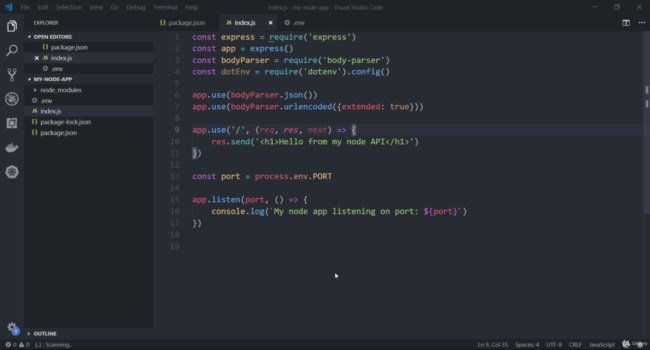 File Edit Selection View Go Debug Terminal Help
index.js - my-node-app - Visual Studio Code
EXPLORER
OPEN EDITORS
package.json
index.js
.env
MY-NODE-APP
node_modules
.env
index.js
package-lock.json
package.json
OUTLINE
package.json index.js .env
1 const express = require('express')
2 const app = express()
3 const bodyParser = require('body-parser')
4 const dotEnv = require('dotenv').config()
5
6 app.use(bodyParser.json())
7 app.use(bodyParser.urlencoded({extended: true}))
8
9 app.use('/', (req, res, next) => {
10 res.send('<h1>Hello from my node API</h1>')
11 })
12
13 const port = process.env.PORT
14
15 app.listen(port, () => {
16 console.log(`My node app listening on port: ${port}`)
17 })
18
19
0 0 Scanning.. Ln 9, Col 35 Spaces: 4 UTF-8 CRLF JavaScript